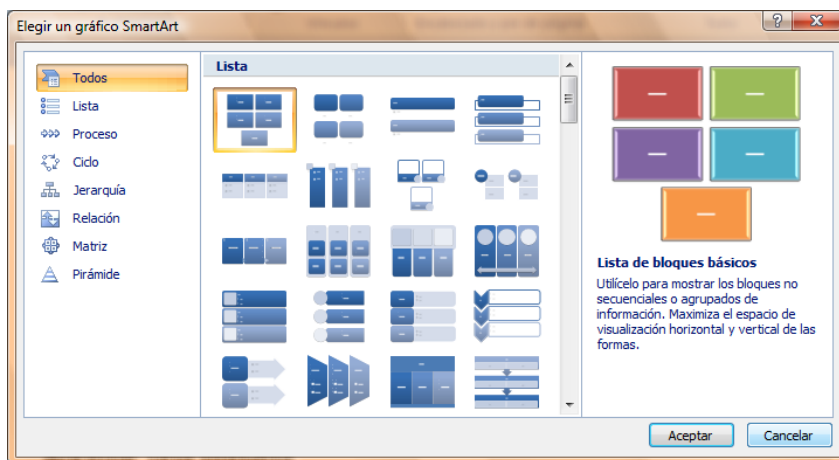 Elegir un gráfico SmartArt
Todos
Lista
Proceso
Ciclo
Jerarquía
Relación
Matriz
Pirámide
Lista
Lista de bloques básicos
Utilícelo para mostrar los bloques no
secuenciales o agrupados de
información. Maximiza el espacio de
visualización horizontal y vertical de las
formas.
Aceptar
Cancelar